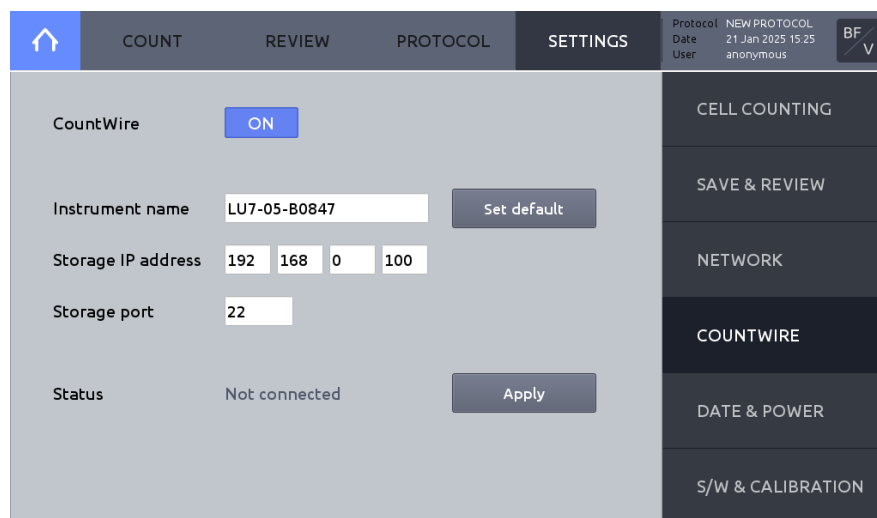 COUNT REVIEW PROTOCOL SETTINGS
Protocol NEW PROTOCOL
Date 21 Jan 2025 15:25
User anonymous
BF/V
CountWire ON
Instrument name LU7-05-B0847 Set default
Storage IP address 192 168 0 100
Storage port 22
Status Not connected Apply
CELL COUNTING
SAVE & REVIEW
NETWORK
COUNTWIRE
DATE & POWER
S/W & CALIBRATION